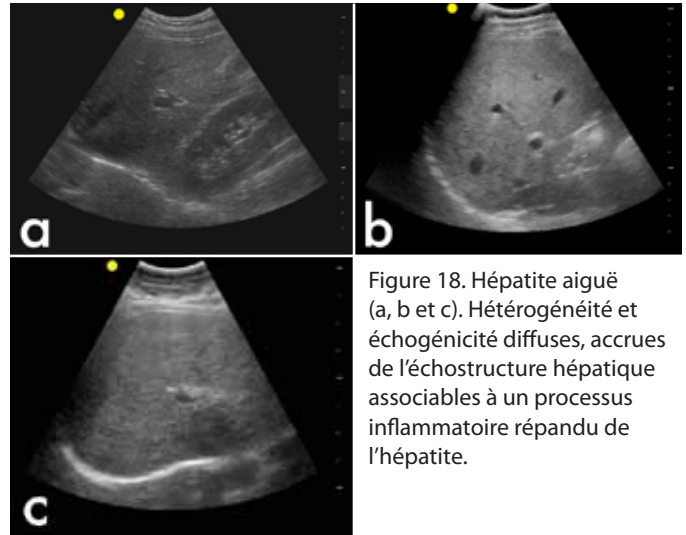 a
b
c
Figure 18. Hépatite aiguë
(a, b et c). Hétérogénéité et
échogénicité diffuses, accrues
de l’échostructure hépatique
associables à un processus
inflammatoire répandu de
l’hépatite.